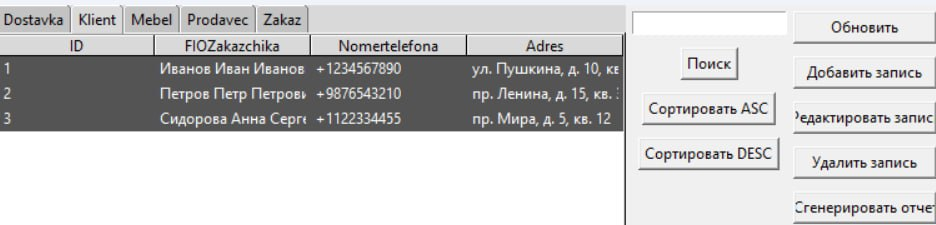 Dostavka Klient Mebel Prodavec Zakaz
ID FIOZakazchika Nomertelefona Adres
1 Иванов Иван Иванов +1234567890 ул. Пушкина, д. 10, кв
2 Петров Петр Петрови +9876543210 пр. Ленина, д. 15, кв.
3 Сидорова Анна Серге +1122334455 пр. Мира, д. 5, кв. 12
Поиск
Сортировать ASC
Сортировать DESC
Обновить
Добавить запись
Редактировать запис
Удалить запись
Сгенерировать отчет